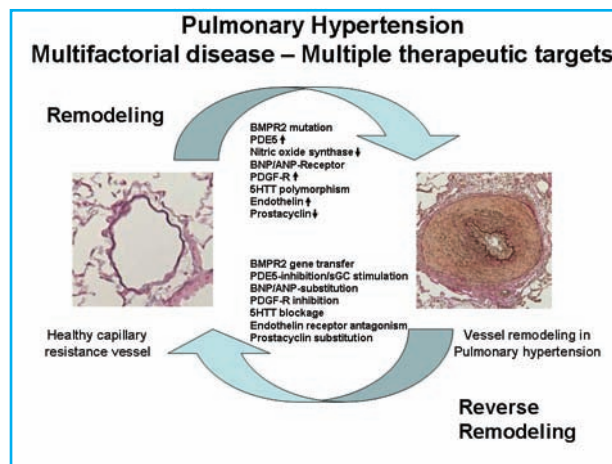 Pulmonary Hypertension
Multifactorial disease – Multiple therapeutic targets
Remodeling
BMPR2 mutation
PDE5 ↑
Nitric oxide synthase ↓
BNP/ANP-Receptor
PDGF-R ↑
5HTT polymorphism
Endothelin ↑
Prostacyclin ↓
BMPR2 gene transfer
PDE5-inhibition/sGC stimulation
BNP/ANP-substitution
PDGF-R inhibition
5HTT blockage
Endothelin receptor antagonism
Prostacyclin substitution
Healthy capillary
resistance vessel
Vessel remodeling in
Pulmonary hypertension
Reverse
Remodeling